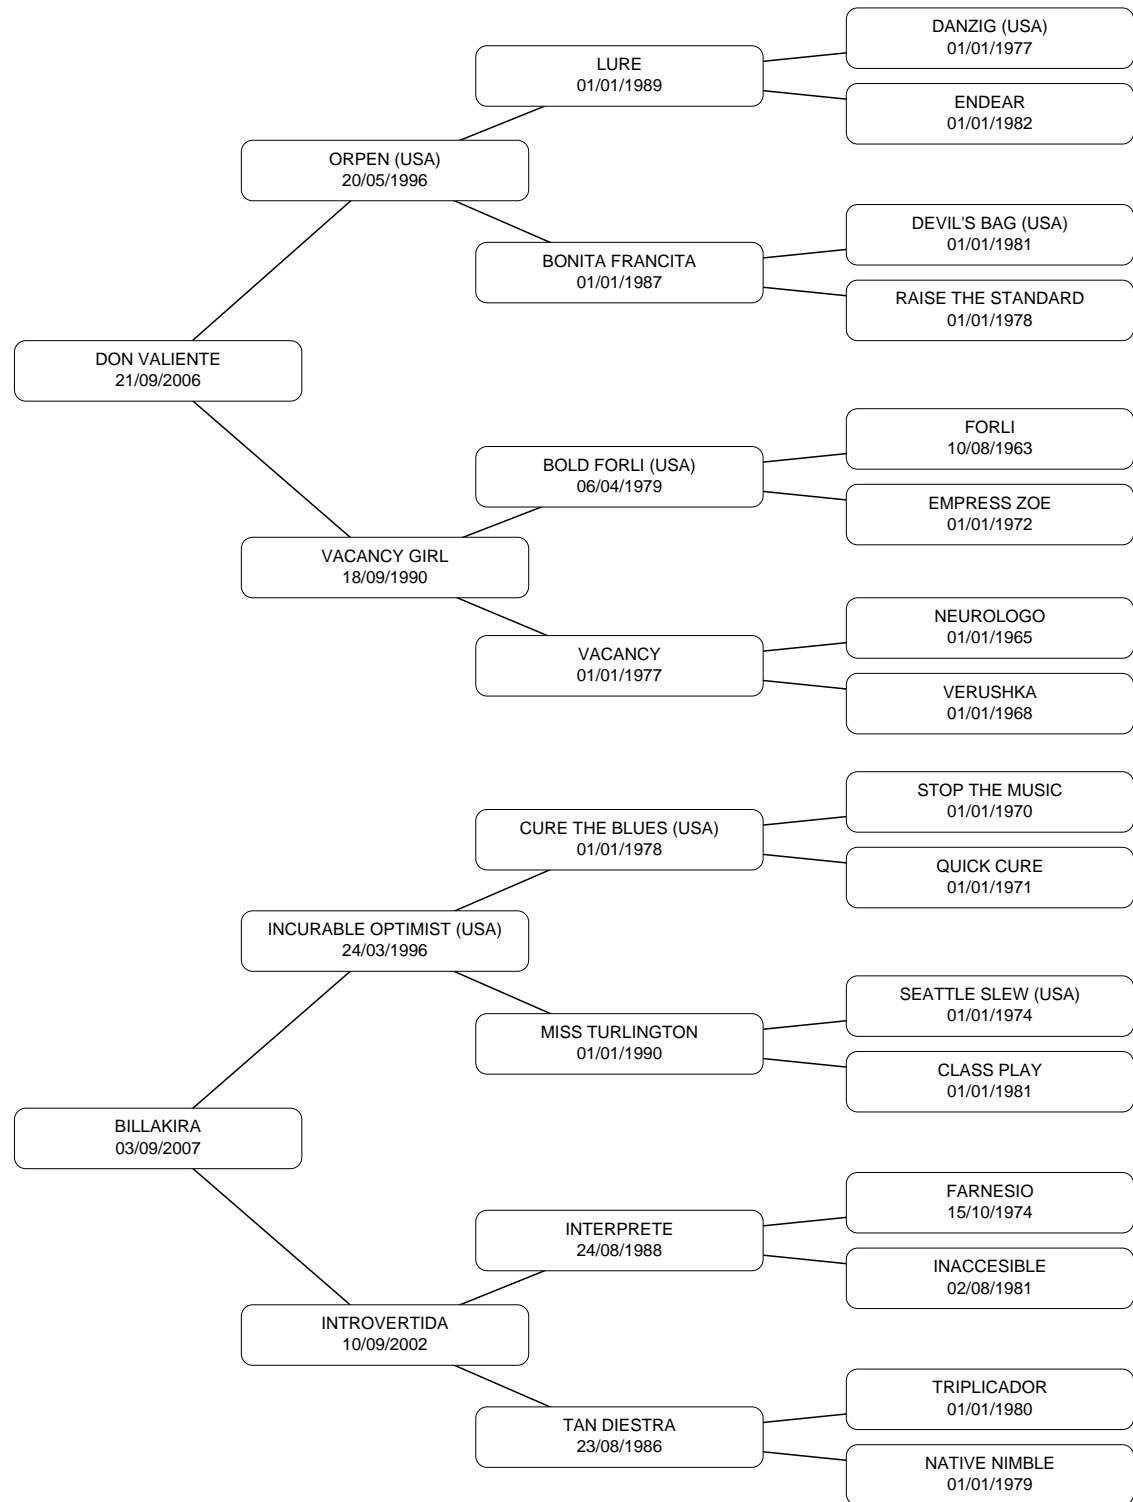 DANZIG (USA)
01/01/1977
LURE
01/01/1989
ENDEAR
01/01/1982
ORPEN (USA)
20/05/1996
DEVIL'S BAG (USA)
01/01/1981
BONITA FRANCITA
01/01/1987
RAISE THE STANDARD
01/01/1978
DON VALIENTE
21/09/2006
FORLI
10/08/1963
BOLD FORLI (USA)
06/04/1979
EMPRESS ZOE
01/01/1972
VACANCY GIRL
18/09/1990
NEUROLOGO
01/01/1965
VACANCY
01/01/1977
VERUSHKA
01/01/1968
STOP THE MUSIC
01/01/1970
CURE THE BLUES (USA)
01/01/1978
QUICK CURE
01/01/1971
INCURABLE OPTIMIST (USA)
24/03/1996
SEATTLE SLEW (USA)
01/01/1974
MISS TURLINGTON
01/01/1990
CLASS PLAY
01/01/1981
BILLAKIRA
03/09/2007
FARNESIO
15/10/1974
INTERPRETE
24/08/1988
INACCESIBLE
02/08/1981
INTROVERTIDA
10/09/2002
TRIPLICADOR
01/01/1980
TAN DIESTRA
23/08/1986
NATIVE NIMBLE
01/01/1979